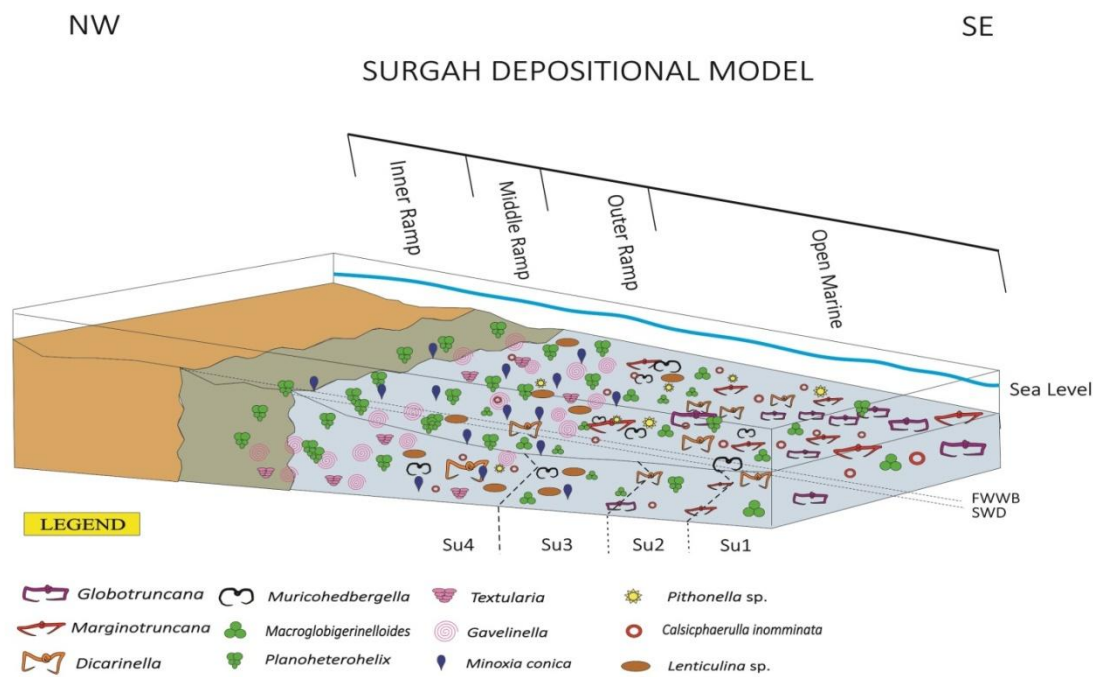 NW
SE
SURGAH DEPOSITIONAL MODEL
Inner Ramp
Middle Ramp
Outer Ramp
Open Marine
Sea Level
FWWB
SWD
LEGEND
Su4
Su3
Su2
Su1
Globotruncana
Muricohedbergella
Textularia
Pithonella sp.
Marginotruncana
Macroglobigerinelloides
Gavelinella
Calsicphaerulla inomminata
Dicarinella
Planoheterohelix
Minoxia conica
Lenticulina sp.